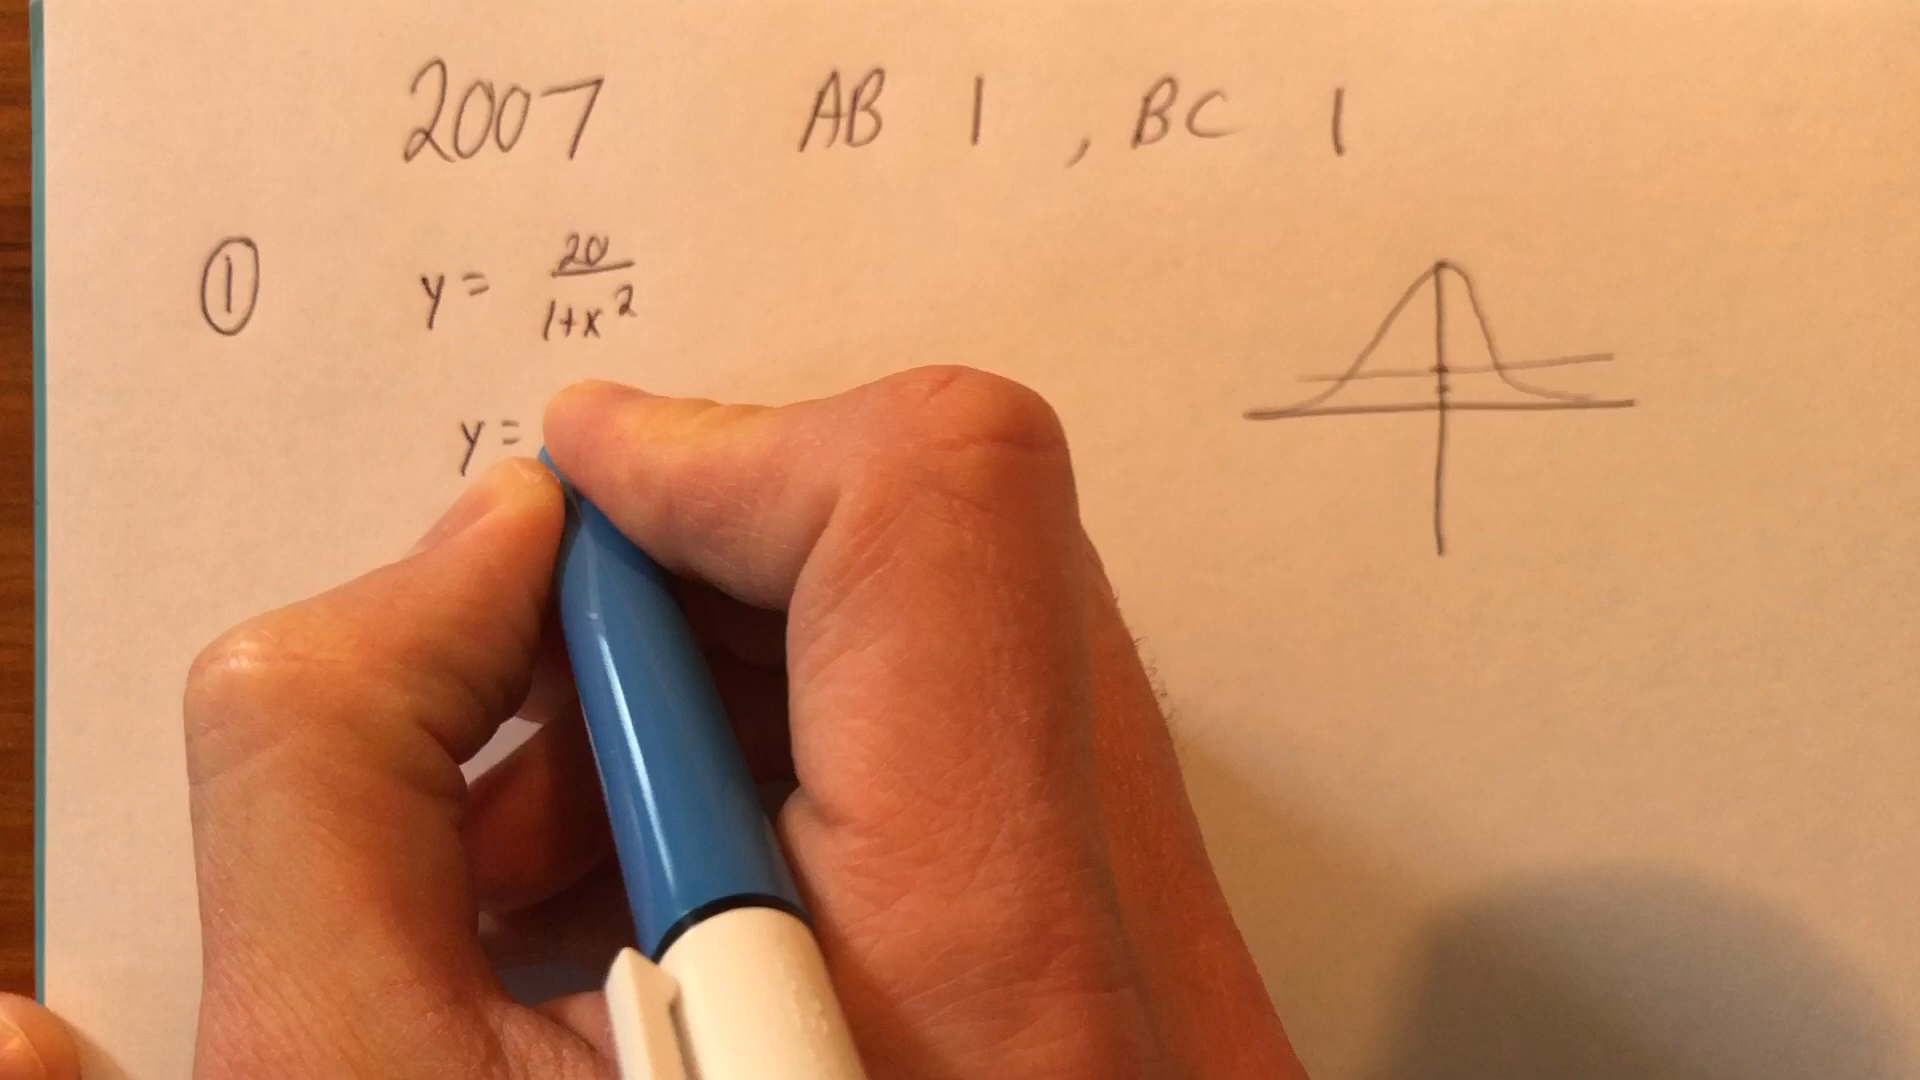 2007 AB 1, BC 1
① y = 20/(1+x²)
y =